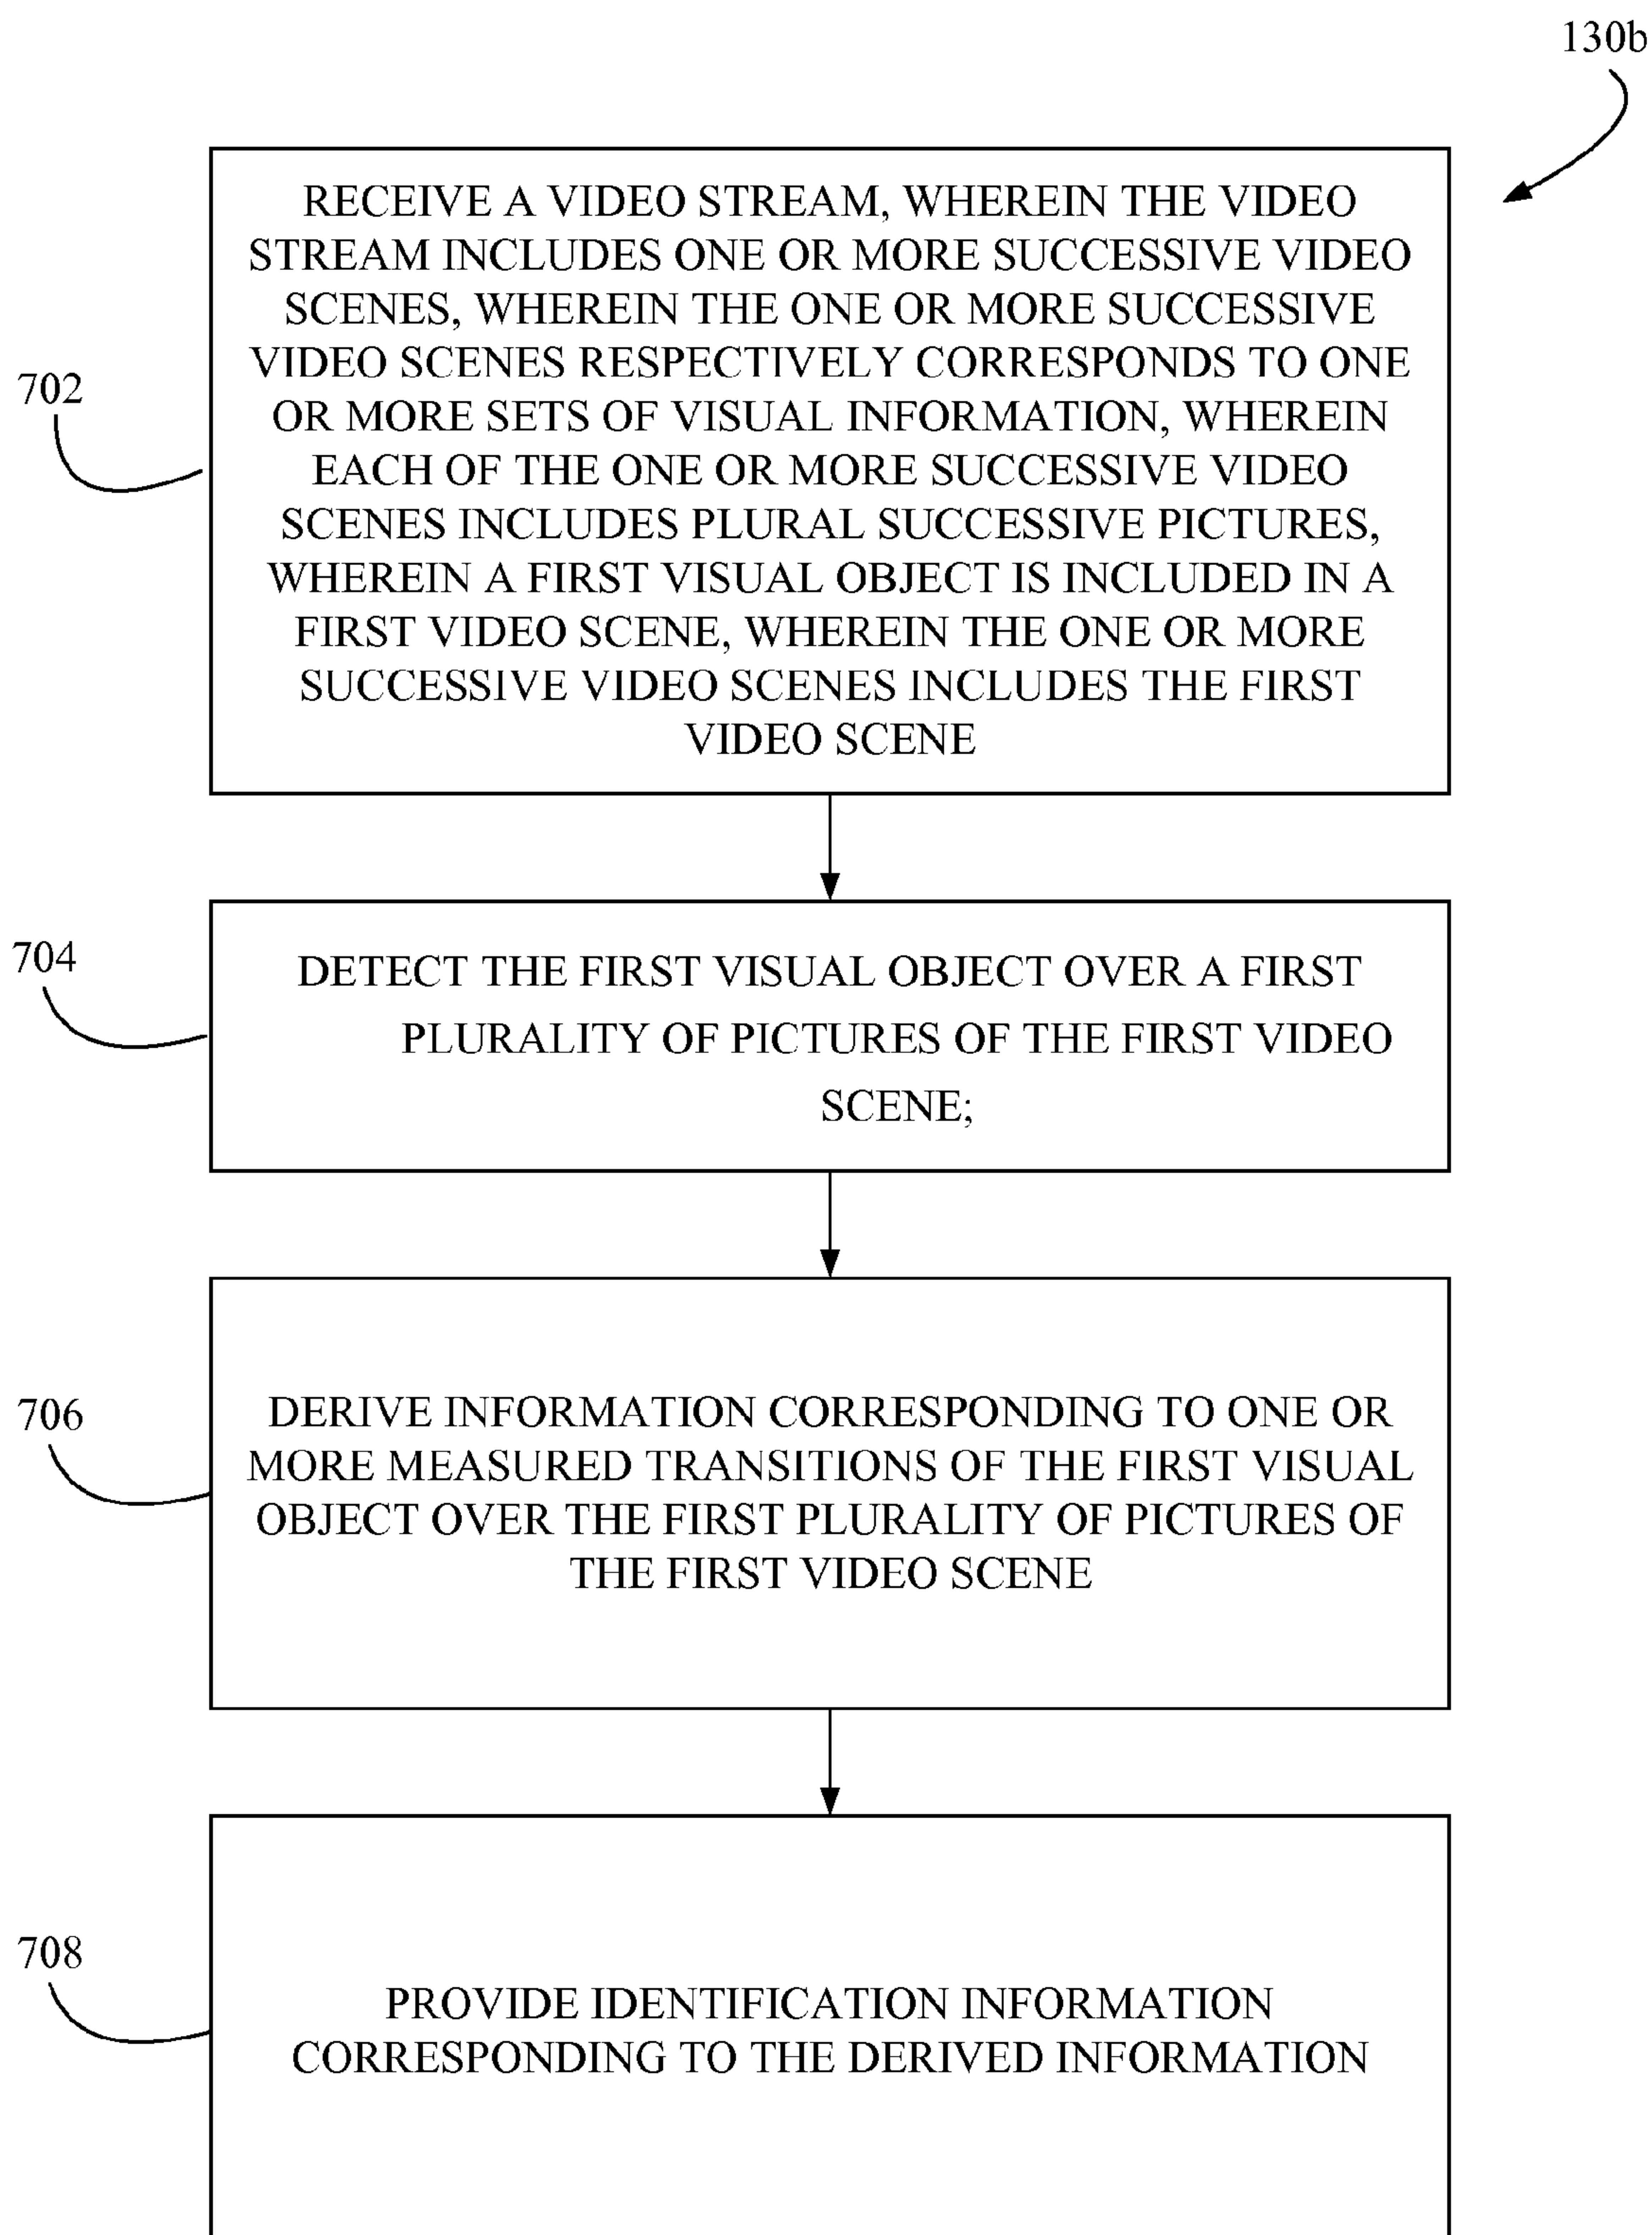 130b
RECEIVE A VIDEO STREAM, WHEREIN THE VIDEO
STREAM INCLUDES ONE OR MORE SUCCESSIVE VIDEO
SCENES, WHEREIN THE ONE OR MORE SUCCESSIVE
VIDEO SCENES RESPECTIVELY CORRESPONDS TO ONE
OR MORE SETS OF VISUAL INFORMATION, WHEREIN
EACH OF THE ONE OR MORE SUCCESSIVE VIDEO
SCENES INCLUDES PLURAL SUCCESSIVE PICTURES,
WHEREIN A FIRST VISUAL OBJECT IS INCLUDED IN A
FIRST VIDEO SCENE, WHEREIN THE ONE OR MORE
SUCCESSIVE VIDEO SCENES INCLUDES THE FIRST
VIDEO SCENE
702
704
DETECT THE FIRST VISUAL OBJECT OVER A FIRST
PLURALITY OF PICTURES OF THE FIRST VIDEO
SCENE;
706
DERIVE INFORMATION CORRESPONDING TO ONE OR
MORE MEASURED TRANSITIONS OF THE FIRST VISUAL
OBJECT OVER THE FIRST PLURALITY OF PICTURES OF
THE FIRST VIDEO SCENE
708
PROVIDE IDENTIFICATION INFORMATION
CORRESPONDING TO THE DERIVED INFORMATION